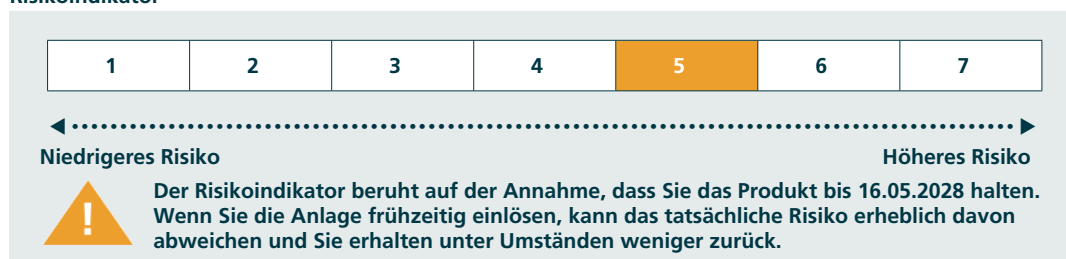 Risikoindikator
1 2 3 4 5 6 7
Niedrigeres Risiko Höheres Risiko
! Der Risikoindikator beruht auf der Annahme, dass Sie das Produkt bis 16.05.2028 halten.
Wenn Sie die Anlage frühzeitig einlösen, kann das tatsächliche Risiko erheblich davon
abweichen und Sie erhalten unter Umständen weniger zurück.